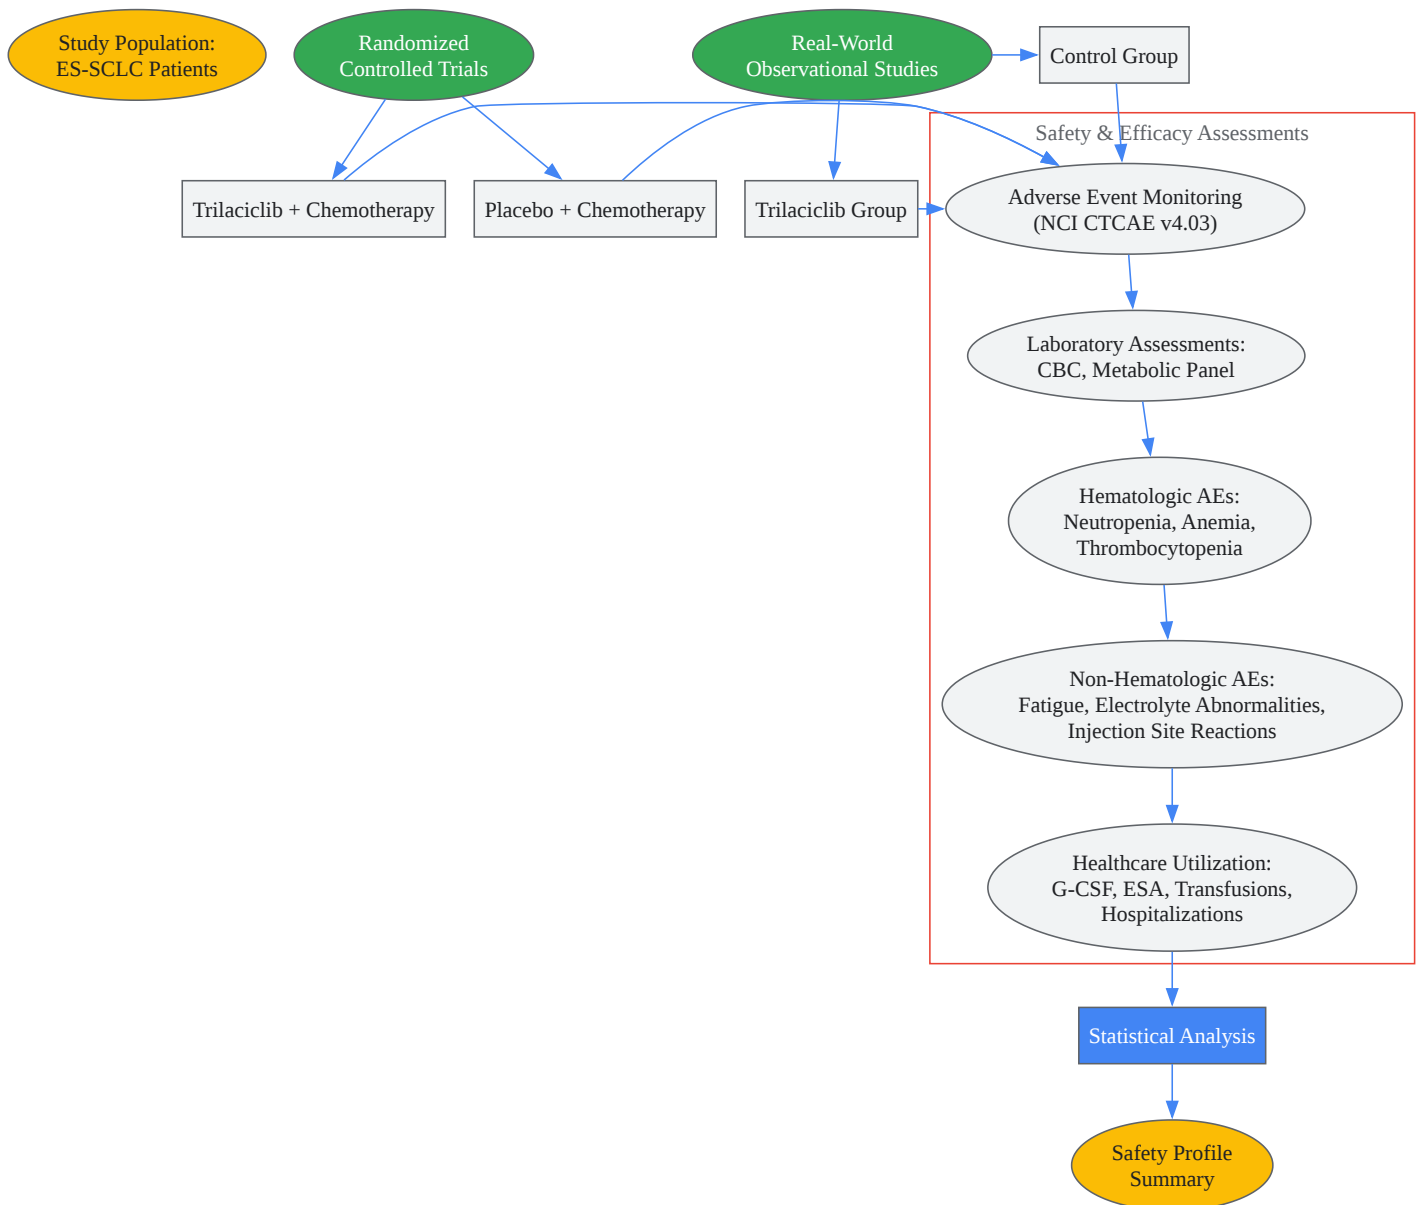 Study Population:
ES-SCLC Patients
Randomized
Controlled Trials
Real-World
Observational Studies
Control Group
Safety & Efficacy Assessments
Trilaciclib + Chemotherapy
Placebo + Chemotherapy
Trilaciclib Group
Adverse Event Monitoring
(NCI CTCAE v4.03)
Laboratory Assessments:
CBC, Metabolic Panel
Hematologic AEs:
Neutropenia, Anemia,
Thrombocytopenia
Non-Hematologic AEs:
Fatigue, Electrolyte Abnormalities,
Injection Site Reactions
Healthcare Utilization:
G-CSF, ESA, Transfusions,
Hospitalizations
Statistical Analysis
Safety Profile
Summary